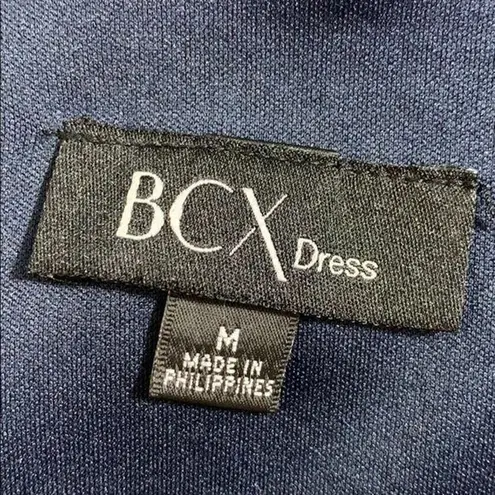 BCX Dress
M
MADE IN
PHILIPPINES